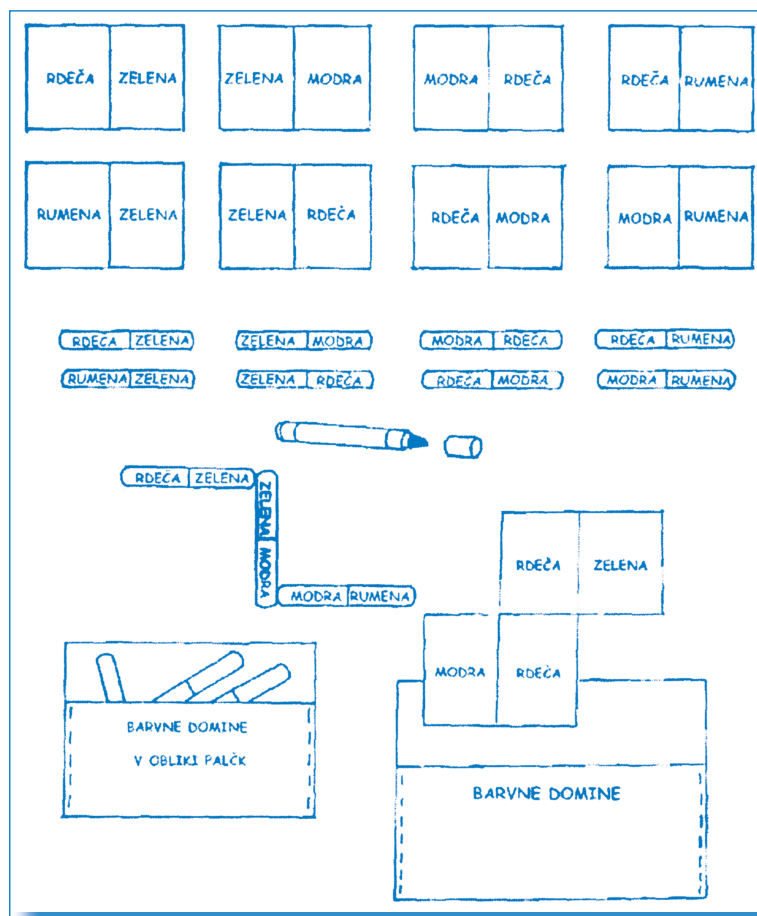 RDEČA ZELENA ZELENA MODRA MODRA RDEČA RDEČA RUMENA
RUMENA ZELENA ZELENA RDEČA RDEČA MODRA MODRA RUMENA
RDEČA ZELENA ZELENA MODRA MODRA RDEČA RDEČA RUMENA
RUMENA ZELENA ZELENA RDEČA RDEČA MODRA MODRA RUMENA
RDEČA ZELENA
ZELENA MODRA
MODRA RUMENA
RDEČA ZELENA
MODRA RDEČA
BARVNE DOMINE
V OBLIKI PALČK
BARVNE DOMINE